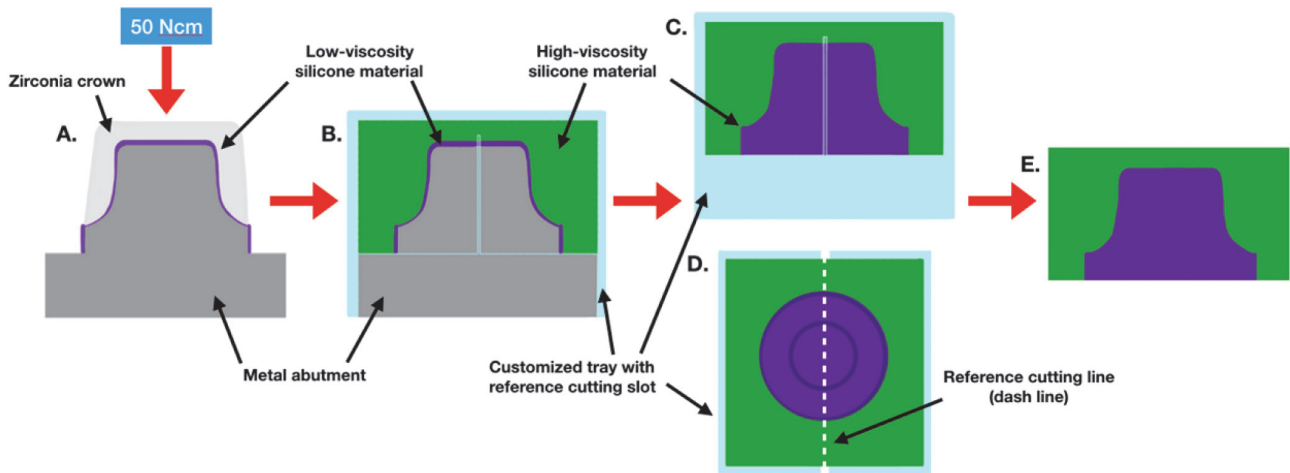 50 Ncm
Zirconia crown
Low-viscosity
silicone material
High-viscosity
silicone material
A.
B.
C.
D.
E.
Metal abutment
Customized tray with
reference cutting slot
Reference cutting line
(dash line)